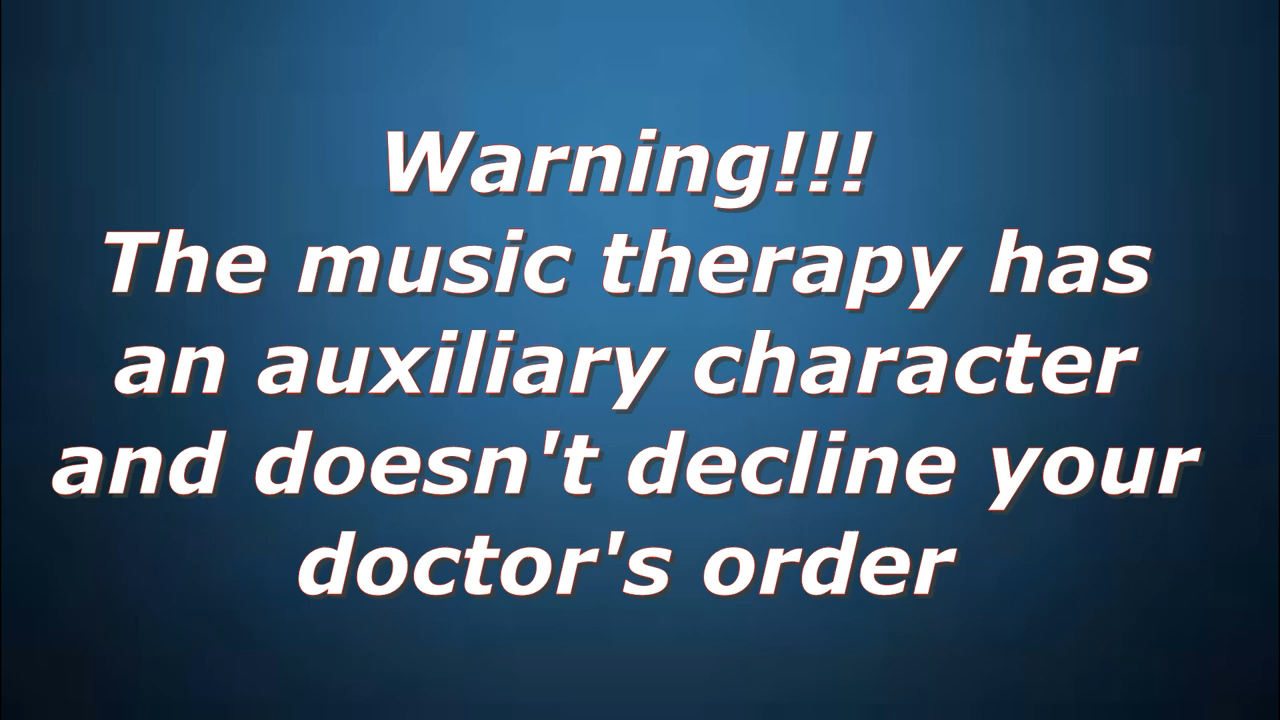 Warning!!!
The music therapy has
an auxiliary character
and doesn't decline your
doctor's order